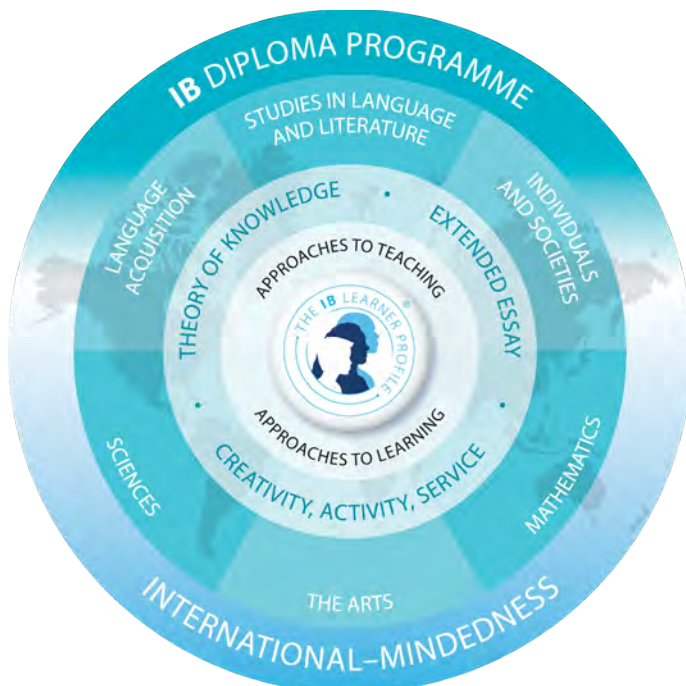 IB DIPLOMA PROGRAMME
STUDIES IN LANGUAGE
AND LITERATURE
LANGUAGE
ACQUISITION
INDIVIDUALS
AND SOCIETIES
THEORY OF KNOWLEDGE
•
EXTENDED ESSAY
•
APPROACHES TO TEACHING
THE IB LEARNER PROFILE
®
APPROACHES TO LEARNING
•
CREATIVITY, ACTIVITY, SERVICE
SCIENCES
MATHEMATICS
THE ARTS
INTERNATIONAL–MINDEDNESS